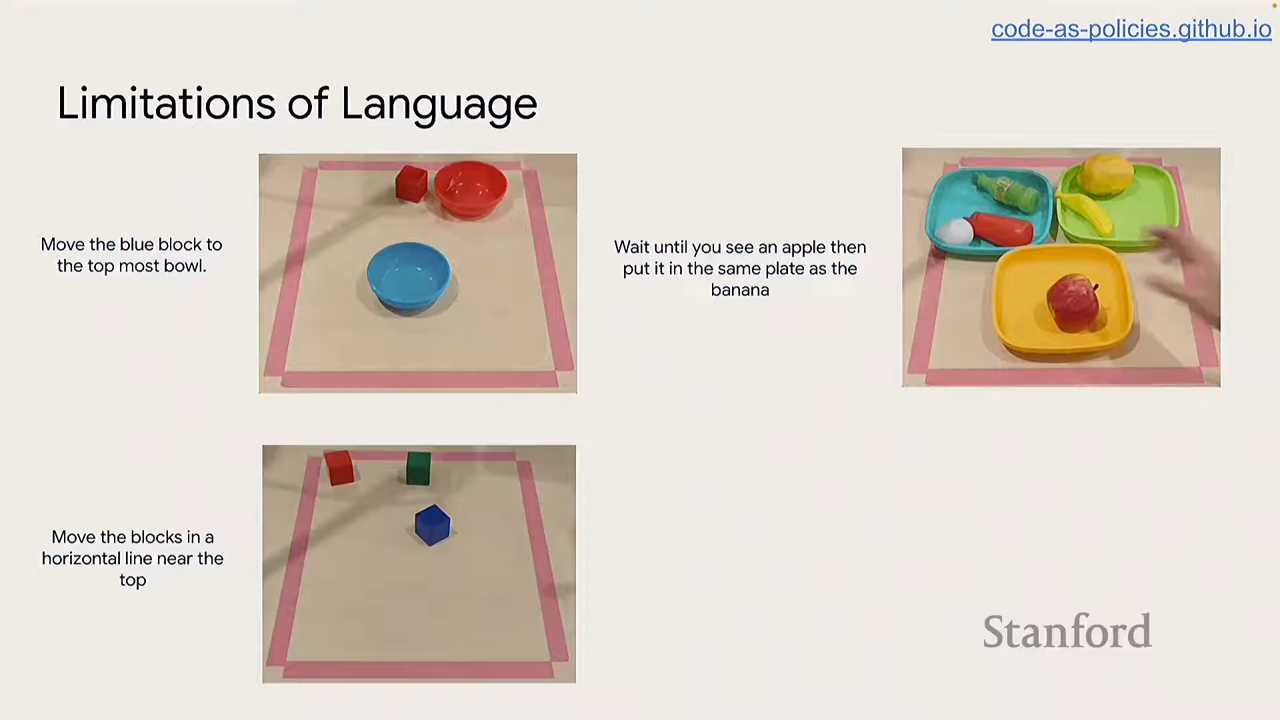 code-as-policies.github.io
Limitations of Language
Move the blue block to
the top most bowl.
Wait until you see an apple then
put it in the same plate as the
banana
Move the blocks in a
horizontal line near the
top
Stanford